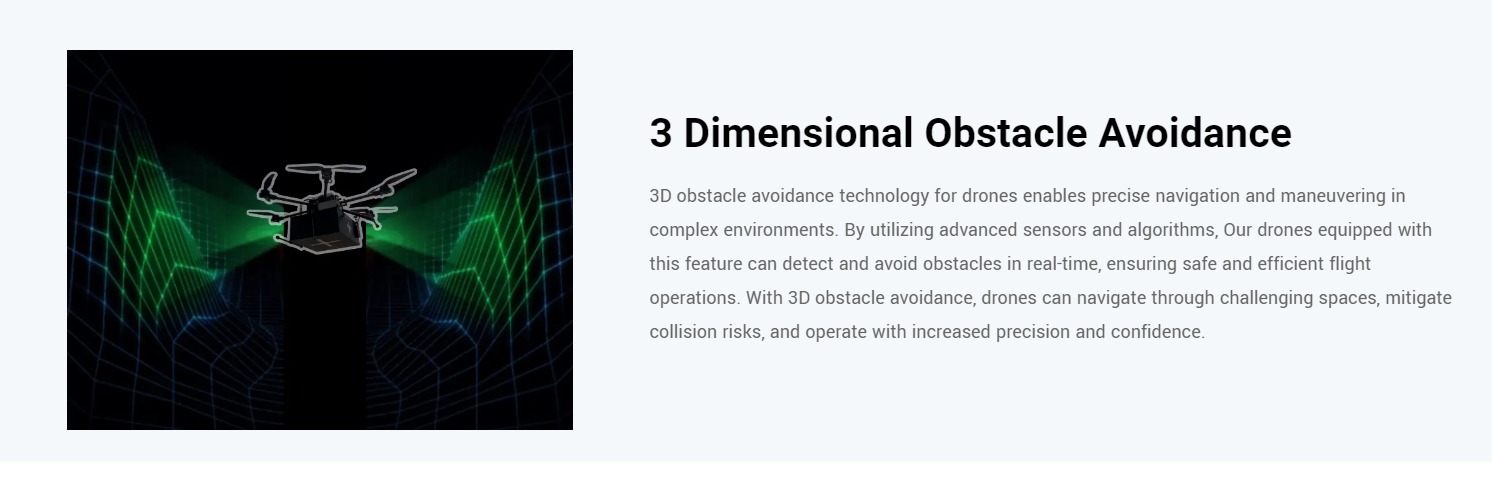 3 Dimensional Obstacle Avoidance
3D obstacle avoidance technology for drones enables precise navigation and maneuvering in
complex environments. By utilizing advanced sensors and algorithms, Our drones equipped with
this feature can detect and avoid obstacles in real-time, ensuring safe and efficient flight
operations. With 3D obstacle avoidance, drones can navigate through challenging spaces, mitigate
collision risks, and operate with increased precision and confidence.